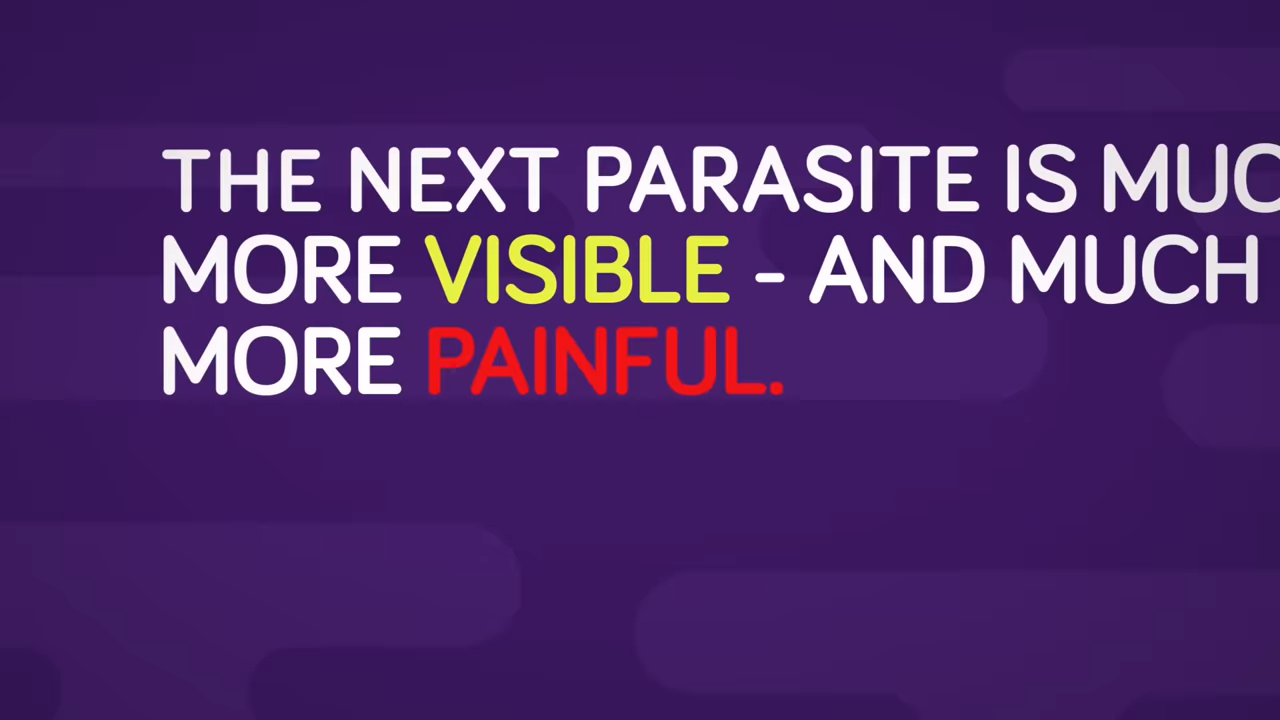 THE NEXT PARASITE IS MUC
MORE VISIBLE - AND MUCH
MORE PAINFUL.